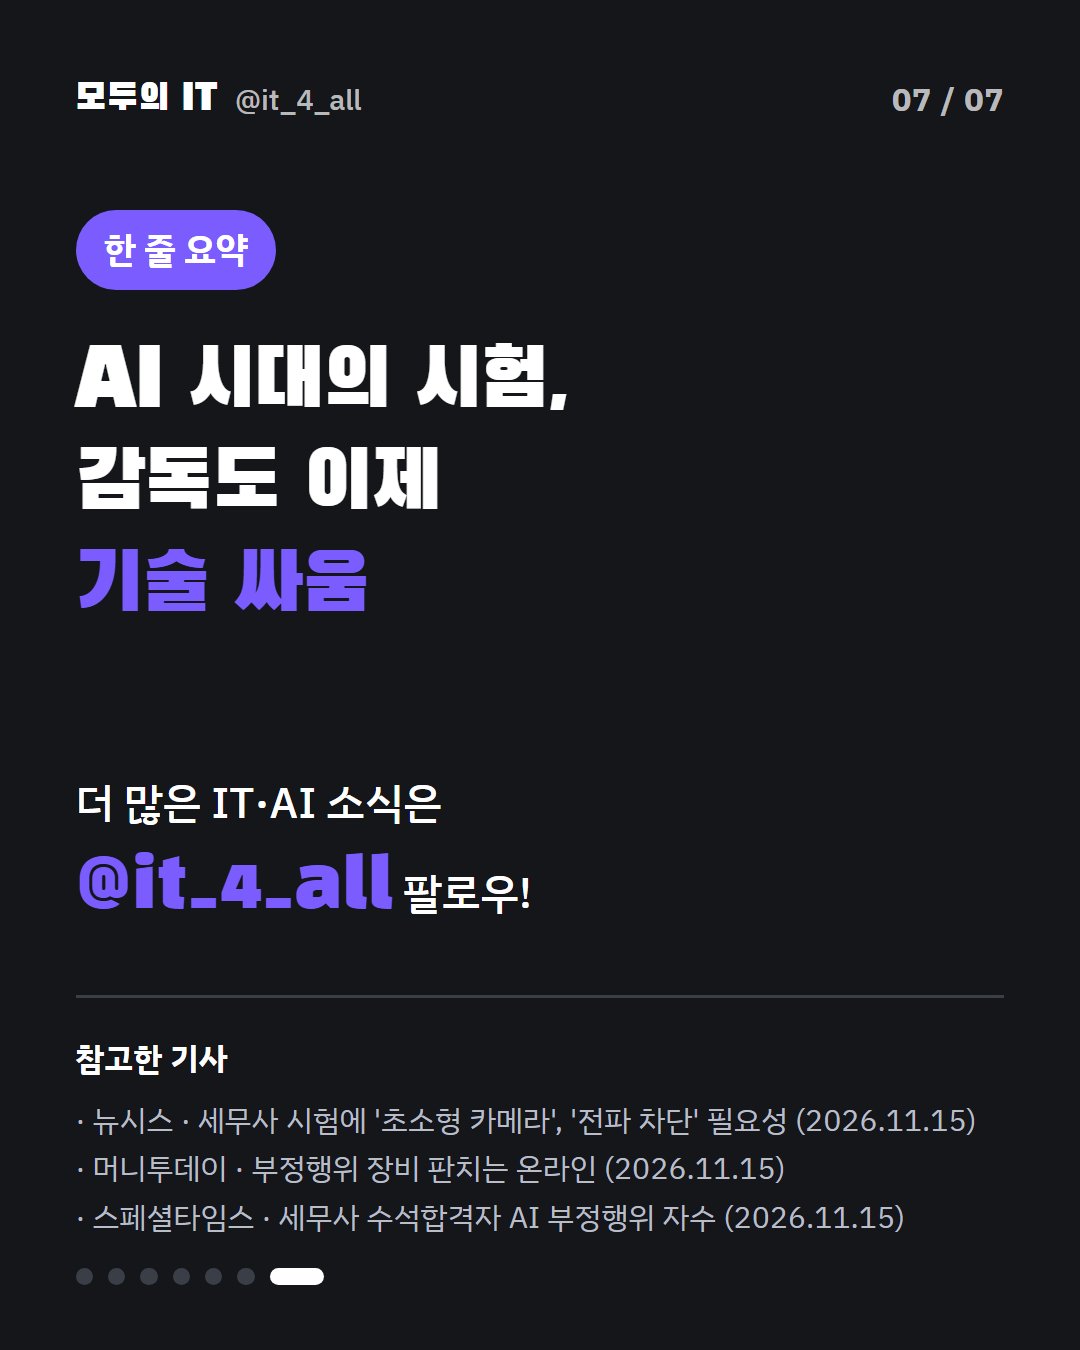 모두의 IT @it_4_all
07 / 07
한 줄 요약
AI 시대의 시험,
감독도 이제
기술 싸움
더 많은 IT·AI 소식은
@it_4_all 팔로우!
참고한 기사
· 뉴시스 · 세무사 시험에 '초소형 카메라', '전파 차단' 필요성 (2026.11.15)
· 머니투데이 · 부정행위 장비 판치는 온라인 (2026.11.15)
· 스페셜타임스 · 세무사 수석합격자 AI 부정행위 자수 (2026.11.15)